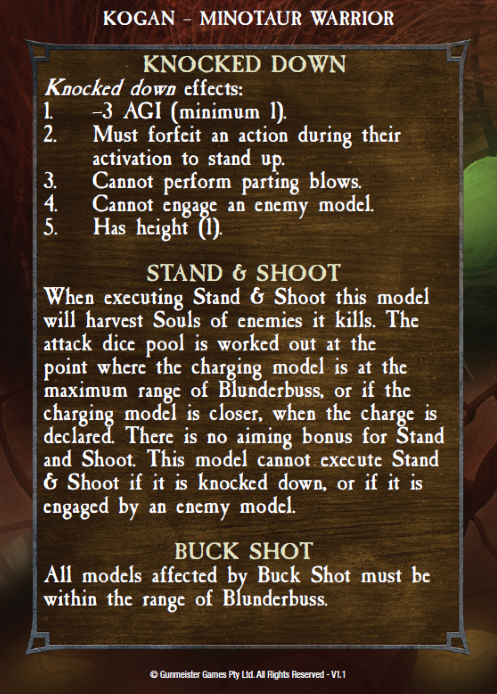 KOGAN – MINOTAUR WARRIOR
KNOCKED DOWN
Knocked down effects:
1. –3 AGI (minimum 1).
2. Must forfeit an action during their
activation to stand up.
3. Cannot perform parting blows.
4. Cannot engage an enemy model.
5. Has height (1).
STAND & SHOOT
When executing Stand & Shoot this model
will harvest Souls of enemies it kills. The
attack dice pool is worked out at the
point where the charging model is at the
maximum range of Blunderbuss, or if the
charging model is closer, when the charge is
declared. There is no aiming bonus for Stand
and Shoot. This model cannot execute Stand
& Shoot if it is knocked down, or if it is
engaged by an enemy model.
BUCK SHOT
All models affected by Buck Shot must be
within the range of Blunderbuss.
© Gunmeister Games Pty Ltd. All Rights Reserved - V1.1